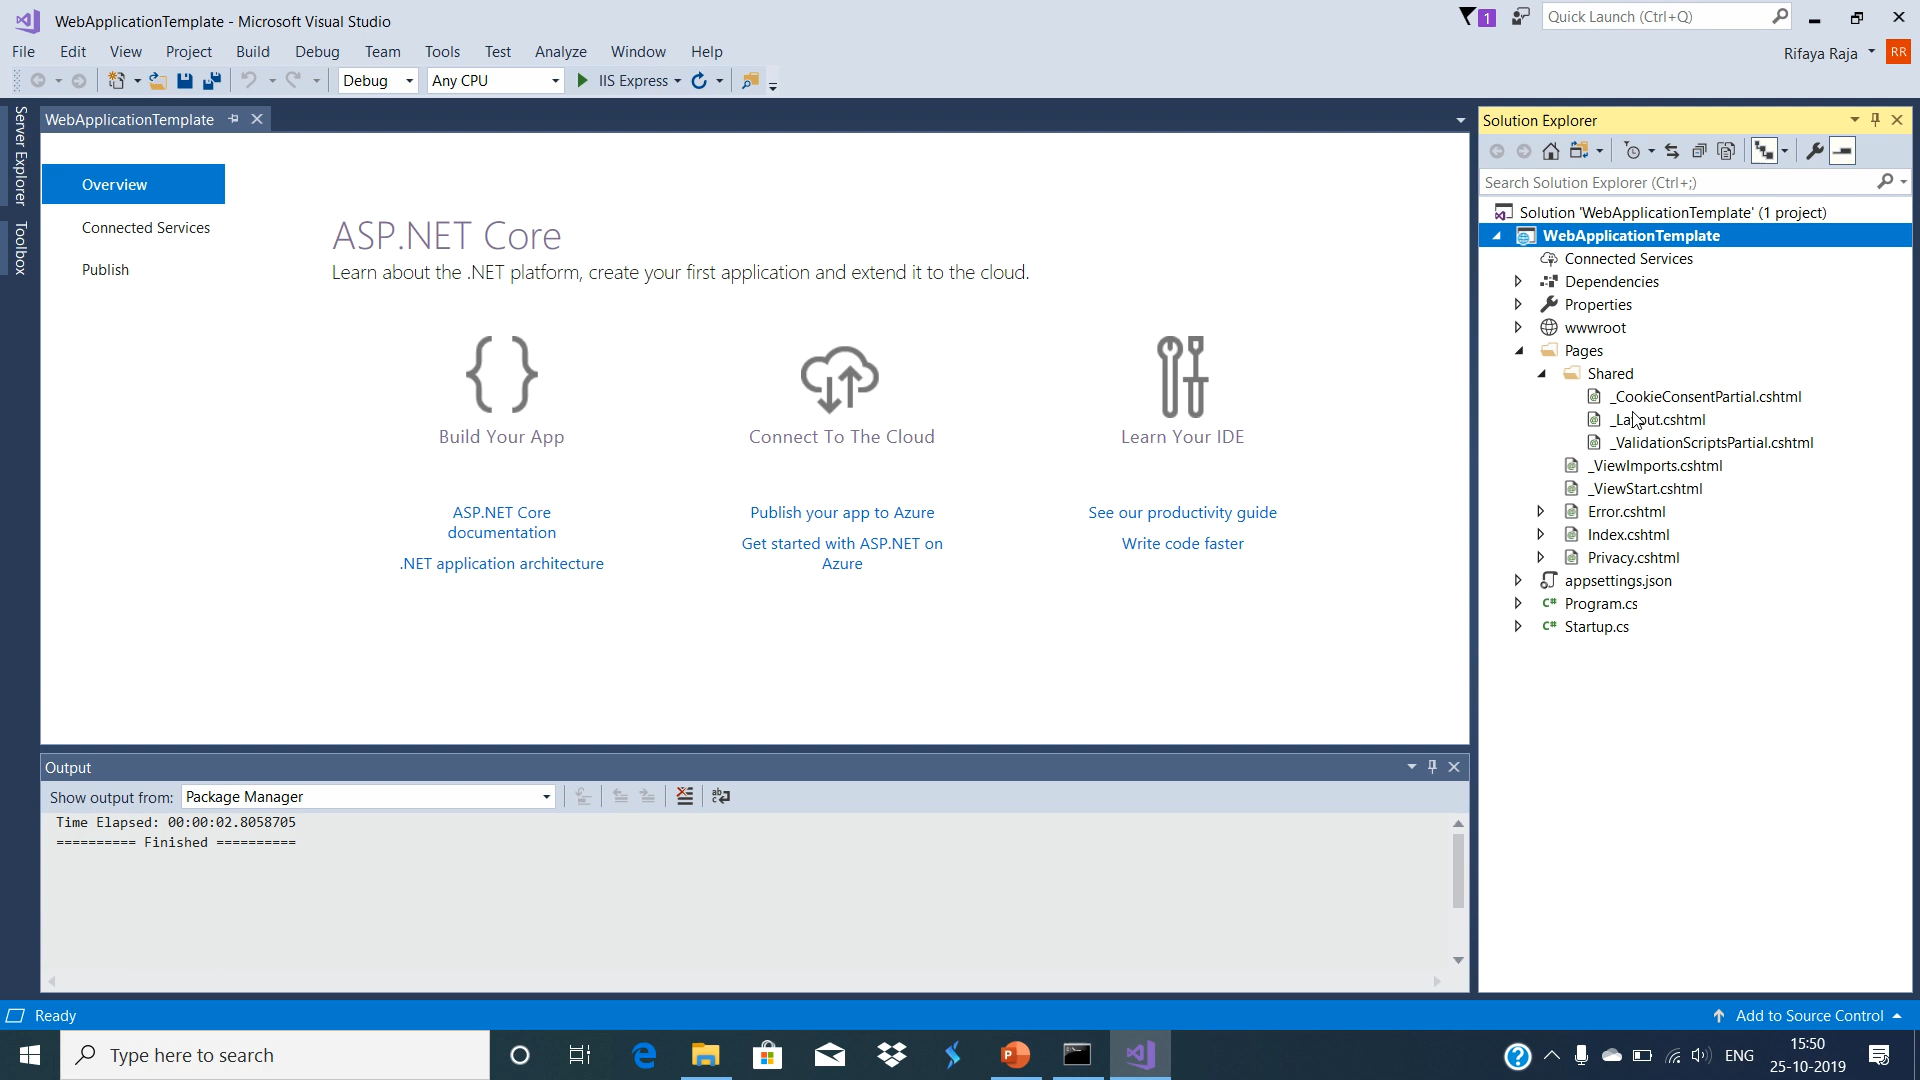 WebApplicationTemplate - Microsoft Visual Studio
1
Quick Launch (Ctrl+Q)
File Edit View Project Build Debug Team Tools Test Analyze Window Help
Rifaya Raja RR
Debug Any CPU IIS Express
Server Explorer
Toolbox
WebApplicationTemplate
Overview
Connected Services
Publish
ASP.NET Core
Learn about the .NET platform, create your first application and extend it to the cloud.
Build Your App
ASP.NET Core
documentation
.NET application architecture
Connect To The Cloud
Publish your app to Azure
Get started with ASP.NET on
Azure
Learn Your IDE
See our productivity guide
Write code faster
Output
Show output from: Package Manager
Time Elapsed: 00:00:02.8058705
========== Finished ==========
Solution Explorer
Search Solution Explorer (Ctrl+;)
Solution 'WebApplicationTemplate' (1 project)
WebApplicationTemplate
Connected Services
Dependencies
Properties
wwwroot
Pages
Shared
_CookieConsentPartial.cshtml
_Layout.cshtml
_ValidationScriptsPartial.cshtml
_ViewImports.cshtml
_ViewStart.cshtml
Error.cshtml
Index.cshtml
Privacy.cshtml
appsettings.json
C# Program.cs
C# Startup.cs
Ready
Add to Source Control
Type here to search
ENG
15:50
25-10-2019